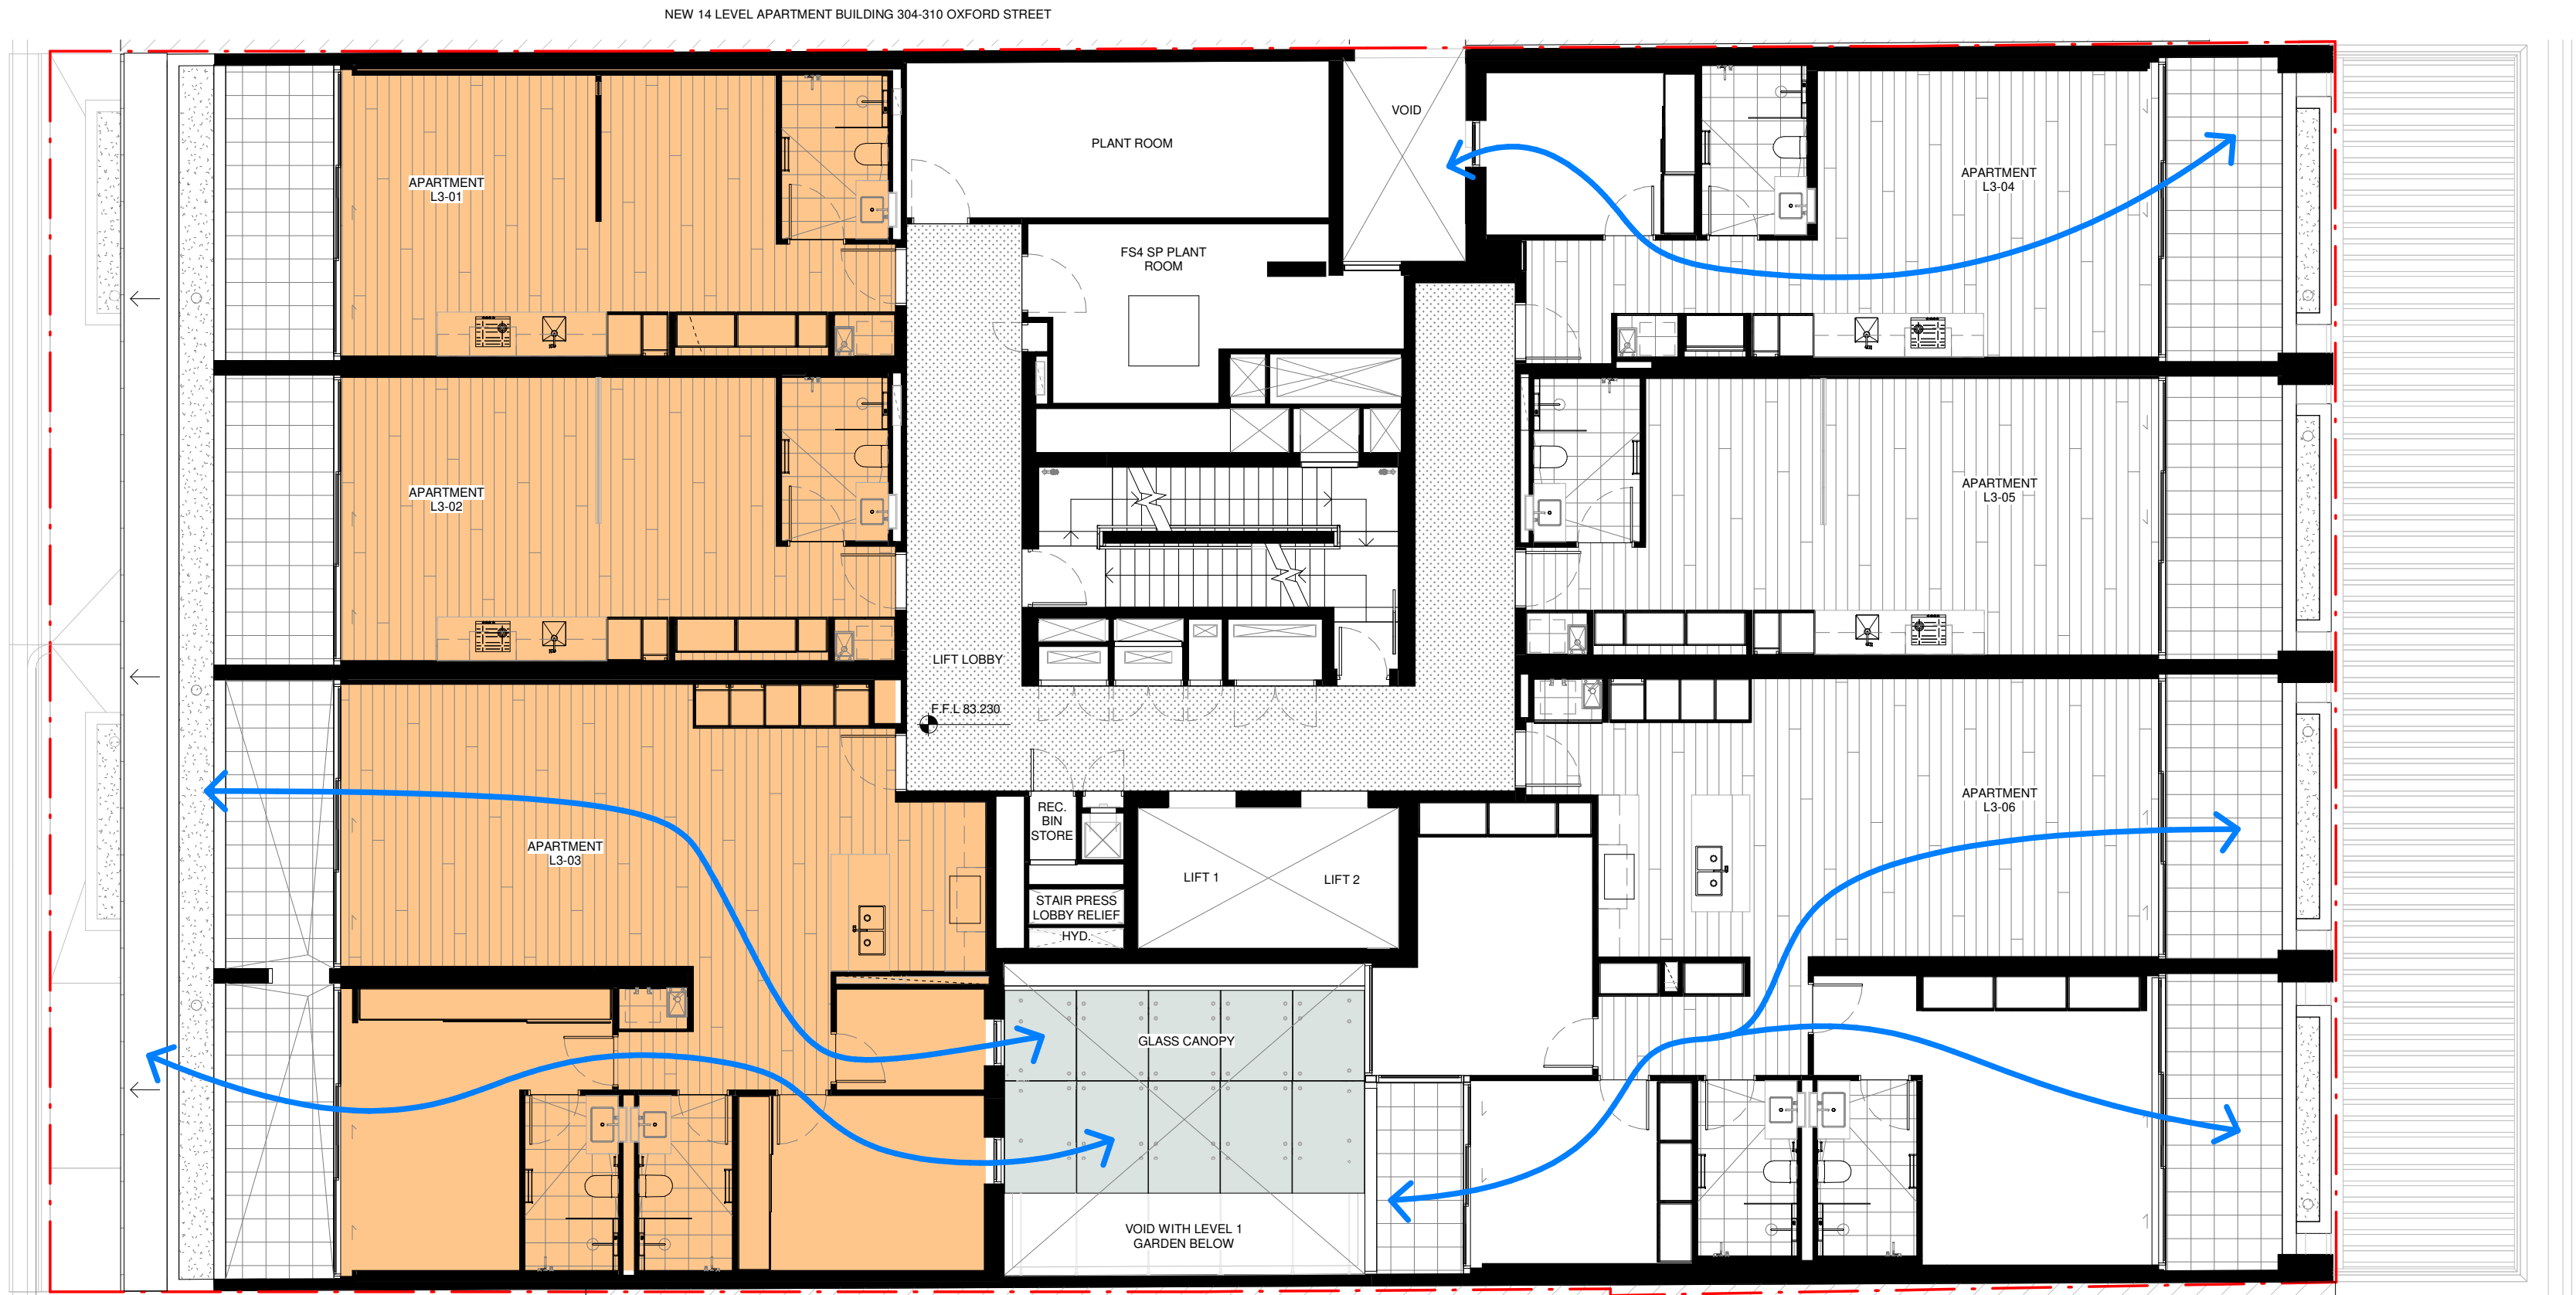 NEW 14 LEVEL APARTMENT BUILDING 304-310 OXFORD STREET
VOID
PLANT ROOM
APARTMENT
L3-01
APARTMENT
L3-04
FS4 SP PLANT
ROOM
APARTMENT
L3-02
APARTMENT
L3-05
LIFT LOBBY
F.F.L 83.230
APARTMENT
L3-03
REC.
BIN
STORE
APARTMENT
L3-06
LIFT 1
LIFT 2
STAIR PRESS
LOBBY RELIEF
HYD.
GLASS CANOPY
VOID WITH LEVEL 1
GARDEN BELOW